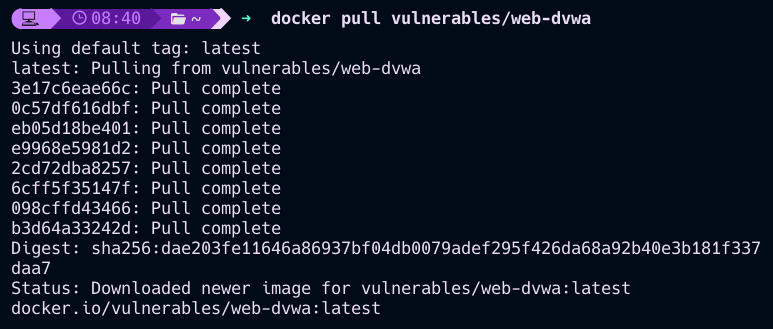 08:40 ~ ➜ docker pull vulnerables/web-dvwa
Using default tag: latest
latest: Pulling from vulnerables/web-dvwa
3e17c6eae66c: Pull complete
0c57df616dbf: Pull complete
eb05d18be401: Pull complete
e9968e5981d2: Pull complete
2cd72dba8257: Pull complete
6cff5f35147f: Pull complete
098cffd43466: Pull complete
b3d64a33242d: Pull complete
Digest: sha256:dae203fe11646a86937bf04db0079adef295f426da68a92b40e3b181f337
daa7
Status: Downloaded newer image for vulnerables/web-dvwa:latest
docker.io/vulnerables/web-dvwa:latest